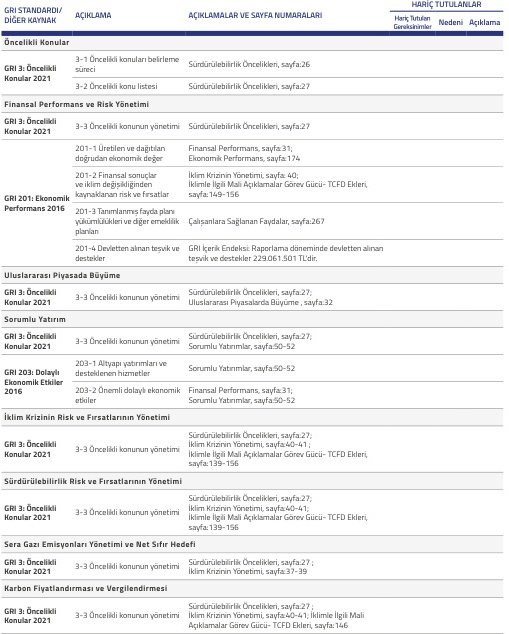 HARİÇ TUTULANLAR
GRI STANDARDI/
DİĞER KAYNAK
AÇIKLAMA
AÇIKLAMALAR VE SAYFA NUMARALARI
Hariç Tutulan
Gereksinimler
Nedeni
Açıklama
Öncelikli Konular
GRI 3: Öncelikli
Konular 2021
3-1 Öncelikli konuları belirleme
süreci
Sürdürülebilirlik Öncelikleri, sayfa:26
3-2 Öncelikli konu listesi
Sürdürülebilirlik Öncelikleri, sayfa:27
Finansal Performans ve Risk Yönetimi
GRI 3: Öncelikli
Konular 2021
3-3 Öncelikli konunun yönetimi
Sürdürülebilirlik Öncelikleri, sayfa:27
GRI 201: Ekonomik
Performans 2016
201-1 Üretilen ve dağıtılan
doğrudan ekonomik değer
Finansal Performans, sayfa:31;
Ekonomik Performans, sayfa:174
201-2 Finansal sonuçlar
ve iklim değişikliğinden
kaynaklanan risk ve fırsatlar
İklim Krizinin Yönetimi, sayfa: 40;
İklimle İlgili Mali Açıklamalar Görev Gücü- TCFD Ekleri,
sayfa:149-156
201-3 Tanımlanmış fayda planı
yükümlülükleri ve diğer emeklilik
planları
Çalışanlara Sağlanan Faydalar, sayfa:267
201-4 Devletten alınan teşvik ve
destekler
GRI İçerik Endeksi: Raporlama döneminde devletten alınan
teşvik ve destekler 229.061.501 TL'dir.
Uluslararası Piyasada Büyüme
GRI 3: Öncelikli
Konular 2021
3-3 Öncelikli konunun yönetimi
Sürdürülebilirlik Öncelikleri, sayfa:27;
Uluslararası Piyasalarda Büyüme , sayfa:32
Sorumlu Yatırım
GRI 3: Öncelikli
Konular 2021
3-3 Öncelikli konunun yönetimi
Sürdürülebilirlik Öncelikleri, sayfa:27;
Sorumlu Yatırımlar, sayfa:50-52
GRI 203: Dolaylı
Ekonomik Etkiler
2016
203-1 Altyapı yatırımları ve
desteklenen hizmetler
Sorumlu Yatırımlar, sayfa:50-52
203-2 Önemli dolaylı ekonomik
etkiler
Finansal Performans, sayfa:31;
Sorumlu Yatırımlar, sayfa:50-52
İklim Krizinin Risk ve Fırsatlarının Yönetimi
GRI 3: Öncelikli
Konular 2021
3-3 Öncelikli konunun yönetimi
Sürdürülebilirlik Öncelikleri, sayfa:27;
İklim Krizinin Yönetimi, sayfa:40-41 ;
İklimle İlgili Mali Açıklamalar Görev Gücü- TCFD Ekleri,
sayfa:139-156
Sürdürülebilirlik Risk ve Fırsatlarının Yönetimi
GRI 3: Öncelikli
Konular 2021
3-3 Öncelikli konunun yönetimi
Sürdürülebilirlik Öncelikleri, sayfa:27;
İklim Krizinin Yönetimi, sayfa:40-41;
İklimle İlgili Mali Açıklamalar Görev Gücü- TCFD Ekleri,
sayfa:139-156
Sera Gazı Emisyonları Yönetimi ve Net Sıfır Hedefi
GRI 3: Öncelikli
Konular 2021
3-3 Öncelikli konunun yönetimi
Sürdürülebilirlik Öncelikleri, sayfa:27 ;
İklim Krizinin Yönetimi, sayfa:37-39
Karbon Fiyatlandırması ve Vergilendirmesi
GRI 3: Öncelikli
Konular 2021
3-3 Öncelikli konunun yönetimi
Sürdürülebilirlik Öncelikleri, sayfa:27 ;
İklim Krizinin Yönetimi, sayfa:40-41; İklimle İlgili Mali
Açıklamalar Görev Gücü- TCFD Ekleri, sayfa:146